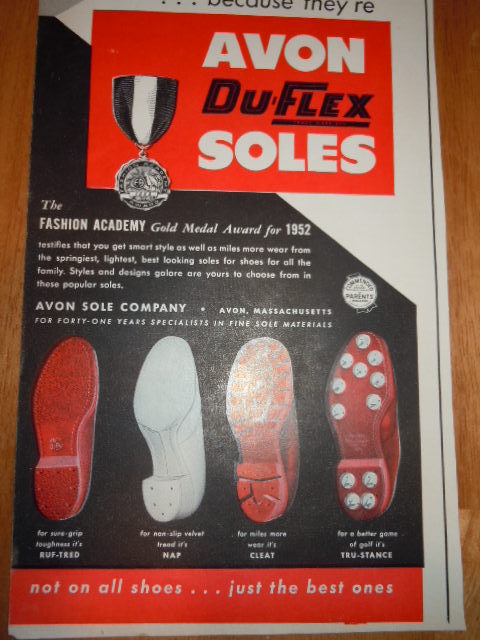 ... because they're
AVON
DU-FLEX
SOLES
The
FASHION ACADEMY Gold Medal Award for 1952
testifies that you get smart style as well as miles more wear from
the springiest, lightest, best looking soles for shoes for all the
family. Styles and designs galore are yours to choose from in
these popular soles.
COMMENDED
PARENTS
AVON SOLE COMPANY • AVON, MASSACHUSETTS
FOR FORTY-ONE YEARS SPECIALISTS IN FINE SOLE MATERIALS
for sure-grip
toughness it's
RUF-TRED
for non-slip velvet
tread it's
NAP
for miles more
wear it's
CLEAT
for a better game
of golf it's
TRU-STANCE
not on all shoes ... just the best ones